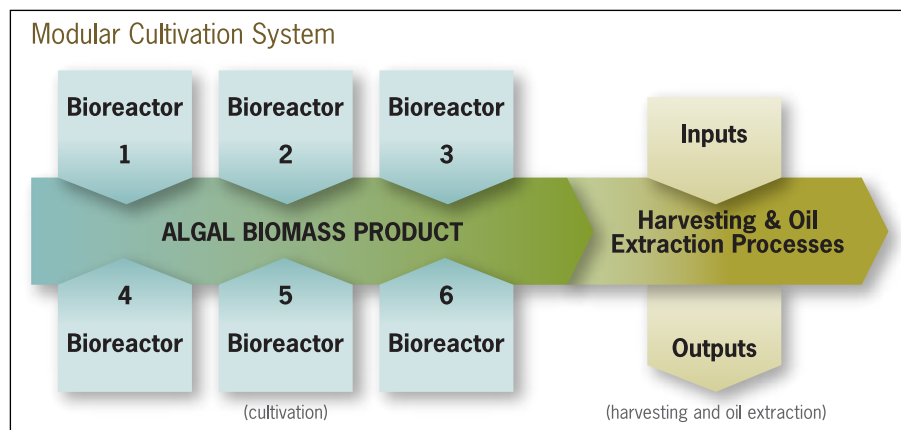 Modular Cultivation System
Bioreactor
1
Bioreactor
2
Bioreactor
3
Inputs
ALGAL BIOMASS PRODUCT
Harvesting & Oil
Extraction Processes
4
Bioreactor
5
Bioreactor
6
Bioreactor
Outputs
(cultivation)
(harvesting and oil extraction)